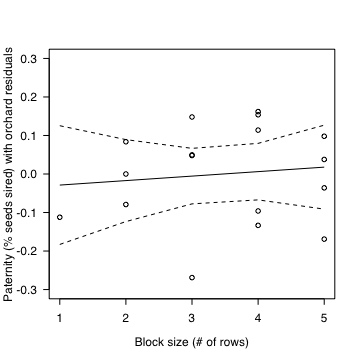 Paternity (% seeds sired) with orchard residuals
0.3
0.2
0.1
0.0
-0.1
-0.2
-0.3
1 2 3 4 5
Block size (# of rows)